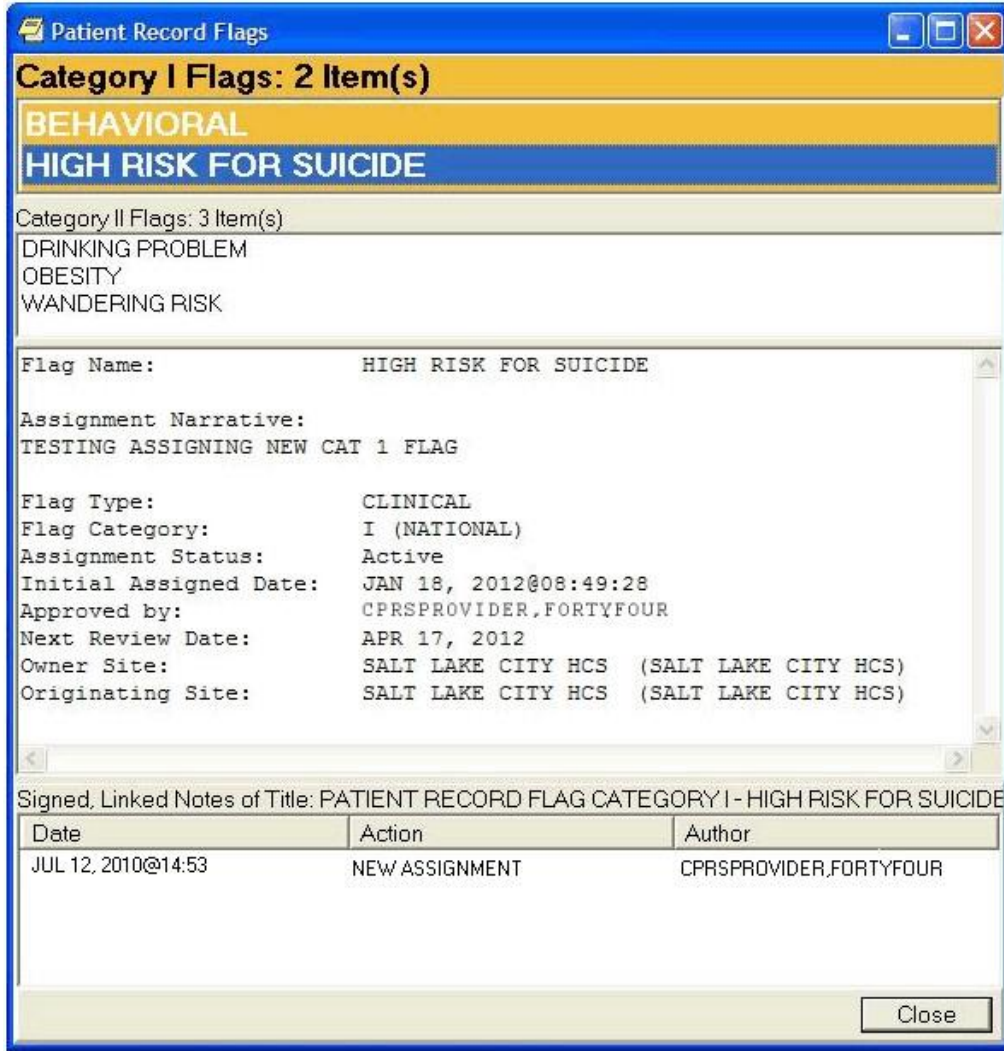 Patient Record Flags
Category I Flags: 2 Item(s)
BEHAVIORAL
HIGH RISK FOR SUICIDE
Category II Flags: 3 Item(s)
DRINKING PROBLEM
OBESITY
WANDERING RISK
Flag Name: HIGH RISK FOR SUICIDE
Assignment Narrative:
TESTING ASSIGNING NEW CAT 1 FLAG
Flag Type: CLINICAL
Flag Category: I (NATIONAL)
Assignment Status: Active
Initial Assigned Date: JAN 18, 2012@08:49:28
Approved by: CPRSPROVIDER,FORTYFOUR
Next Review Date: APR 17, 2012
Owner Site: SALT LAKE CITY HCS (SALT LAKE CITY HCS)
Originating Site: SALT LAKE CITY HCS (SALT LAKE CITY HCS)
Signed, Linked Notes of Title: PATIENT RECORD FLAG CATEGORY I - HIGH RISK FOR SUICIDE
Date Action Author
JUL 12, 2010@14:53 NEW ASSIGNMENT CPRSPROVIDER,FORTYFOUR
Close